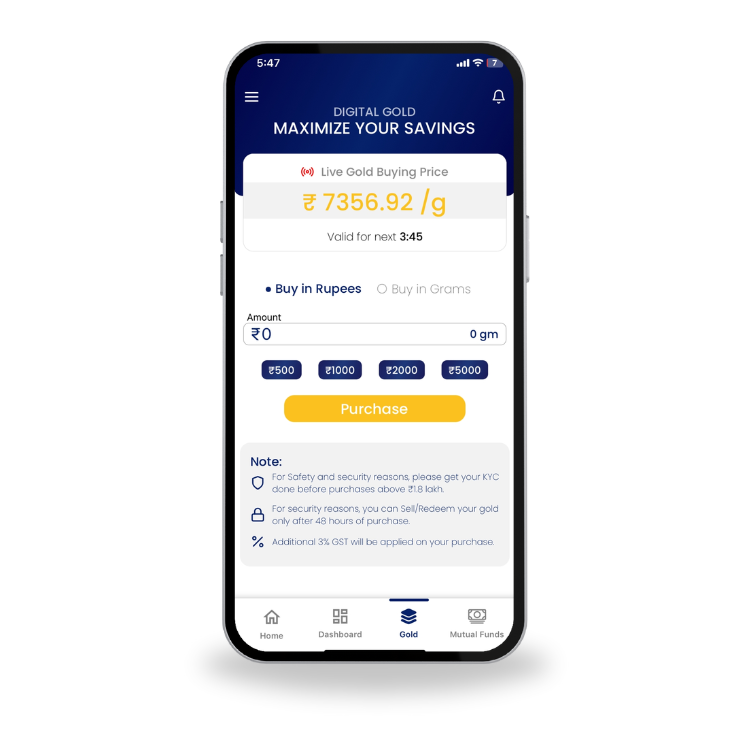 5:47
7
DIGITAL GOLD
MAXIMIZE YOUR SAVINGS
Live Gold Buying Price
₹ 7356.92 /g
Valid for next 3:45
Buy in Rupees Buy in Grams
Amount
₹0 0 gm
₹500 ₹1000 ₹2000 ₹5000
Purchase
Note:
For Safety and security reasons, please get your KYC
done before purchases above ₹1.8 lakh.
For security reasons, you can Sell/Redeem your gold
only after 48 hours of purchase.
% Additional 3% GST will be applied on your purchase.
Home Dashboard Gold Mutual Funds